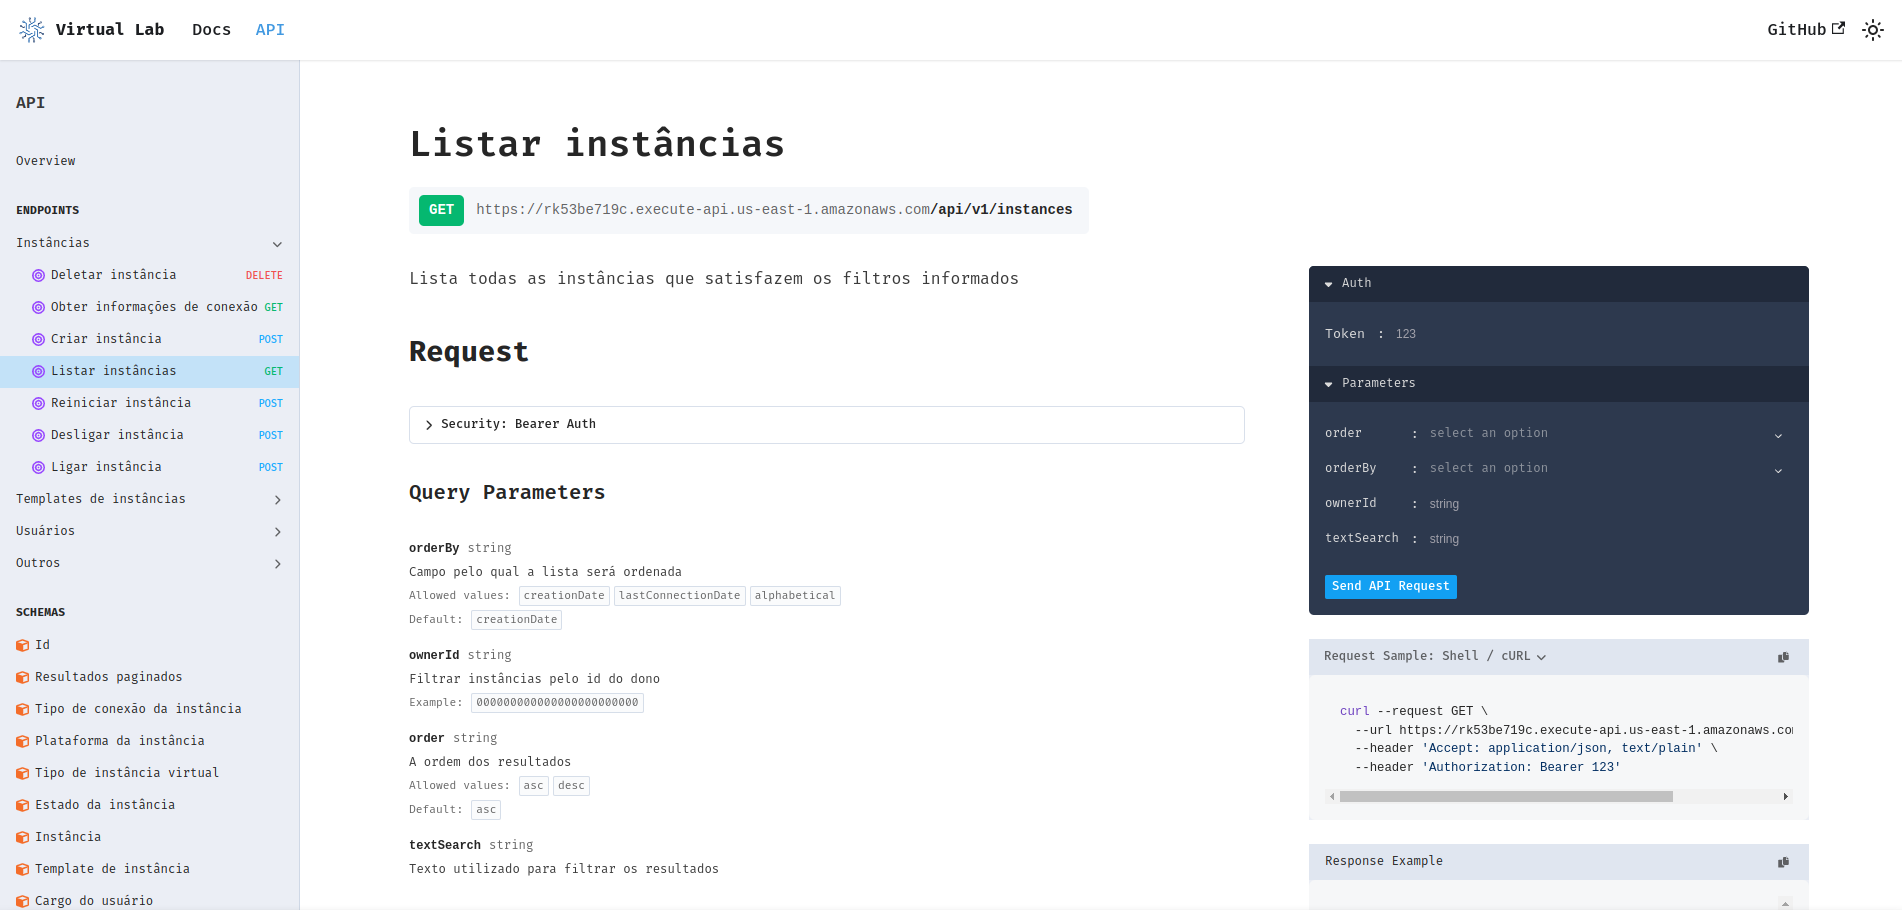 Virtual Lab Docs API GitHub
API
Overview
ENDPOINTS
Instâncias
Deletar instância DELETE
Obter informações de conexão GET
Criar instância POST
Listar instâncias GET
Reiniciar instância POST
Desligar instância POST
Ligar instância POST
Templates de instâncias
Usuários
Outros
SCHEMAS
Id
Resultados paginados
Tipo de conexão da instância
Plataforma da instância
Tipo de instância virtual
Estado da instância
Instância
Template de instância
Cargo do usuário
Listar instâncias
GET https://rk53be719c.execute-api.us-east-1.amazonaws.com/api/v1/instances
Lista todas as instâncias que satisfazem os filtros informados
Request
Security: Bearer Auth
Query Parameters
orderBy string
Campo pelo qual a lista será ordenada
Allowed values: creationDate lastConnectionDate alphabetical
Default: creationDate
ownerId string
Filtrar instâncias pelo id do dono
Example: 000000000000000000000000
order string
A ordem dos resultados
Allowed values: asc desc
Default: asc
textSearch string
Texto utilizado para filtrar os resultados
Auth
Token : 123
Parameters
order : select an option
orderBy : select an option
ownerId : string
textSearch : string
Send API Request
Request Sample: Shell / cURL
curl --request GET \
--url https://rk53be719c.execute-api.us-east-1.amazonaws.co
--header 'Accept: application/json, text/plain' \
--header 'Authorization: Bearer 123'
Response Example